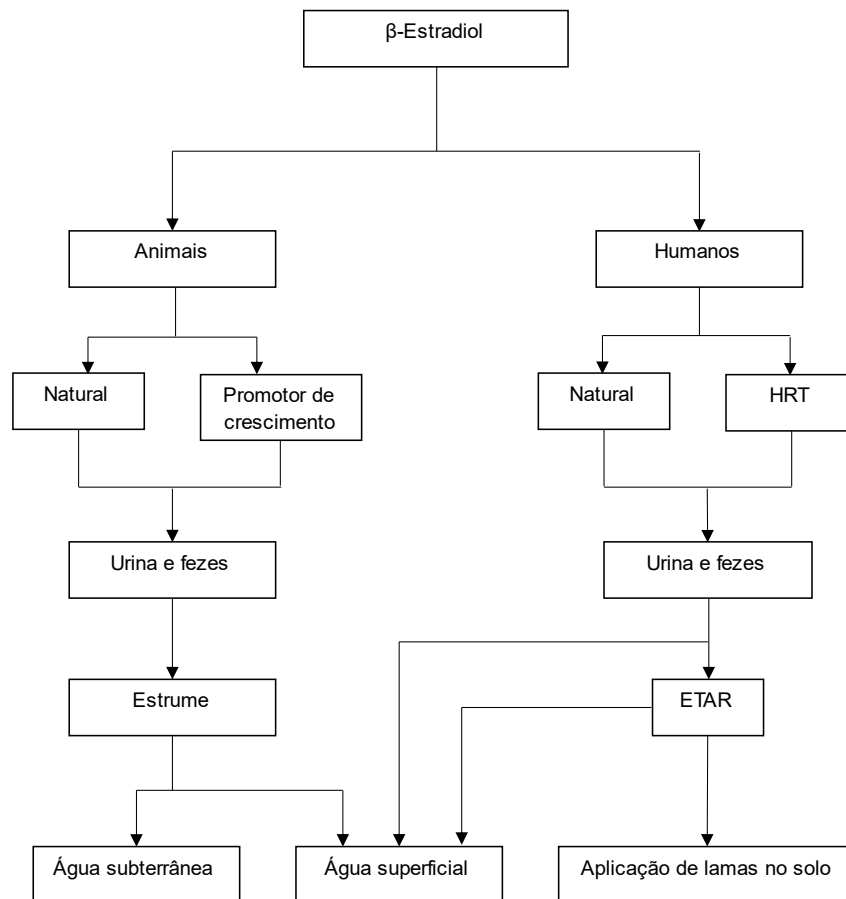 β-Estradiol
Animais
Humanos
Natural
Promotor de
crescimento
Natural
HRT
Urina e fezes
Urina e fezes
Estrume
ETAR
Água subterrânea
Água superficial
Aplicação de lamas no solo